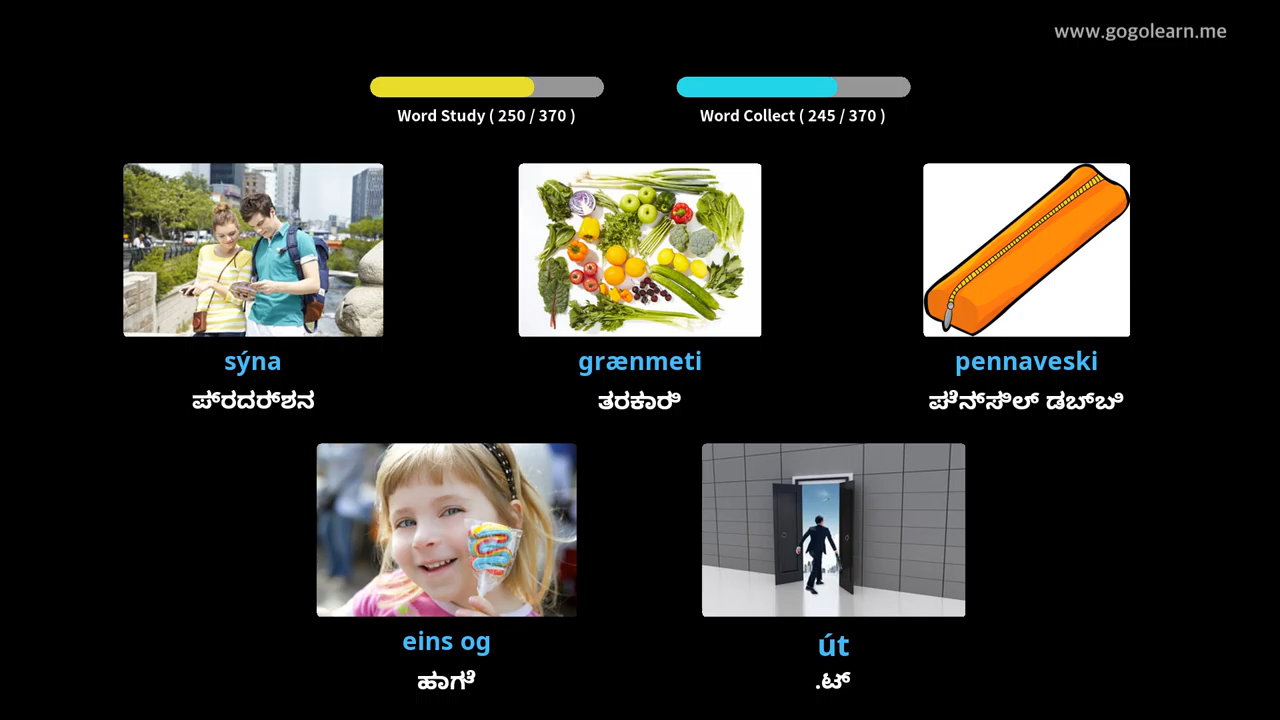 www.gogolearn.me
Word Study ( 250 / 370 )
Word Collect ( 245 / 370 )
sýna
grænmeti
pennaveski
ಪ್ರದರ್ಶನ
ತರಕಾರಿ
ಪೆನ್ಸಿಲ್ ಡಬ್ಬಿ
eins og
út
ಹಾಗೆ
.ಟ್